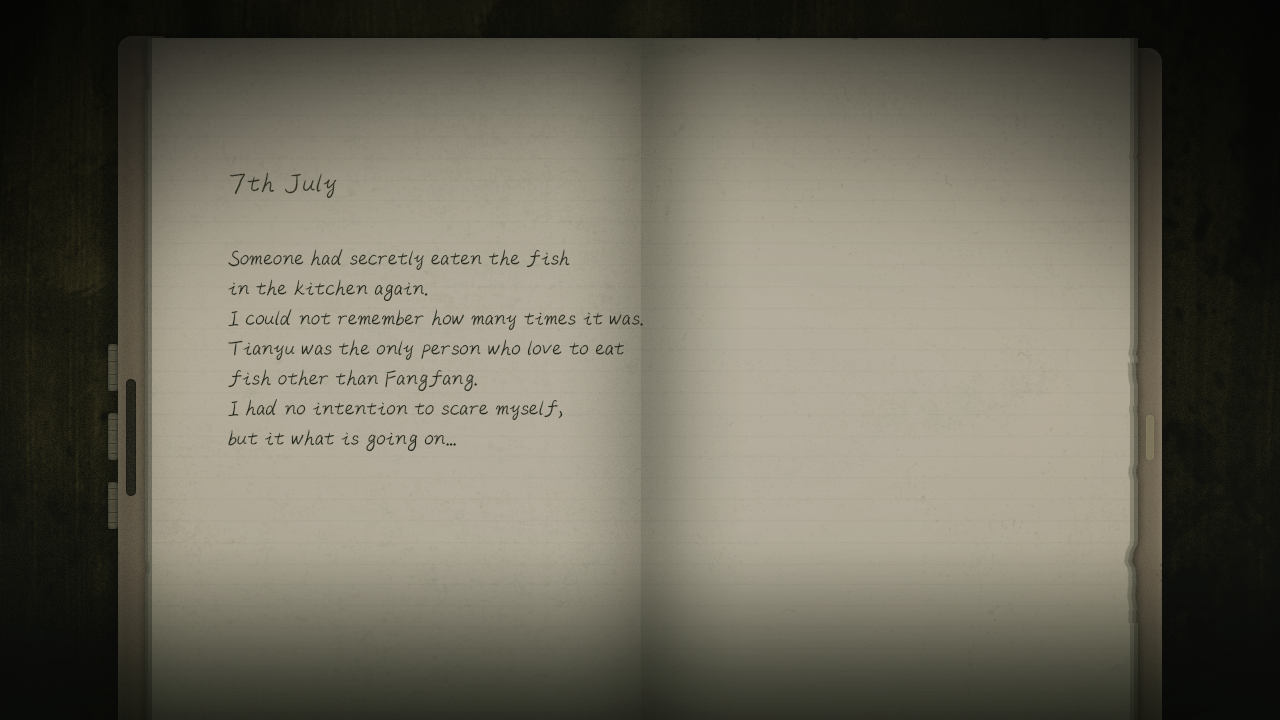 7th July
Someone had secretly eaten the fish
in the kitchen again.
I could not remember how many times it was.
Tianyu was the only person who love to eat
fish other than Fangfang.
I had no intention to scare myself,
but it what is going on...